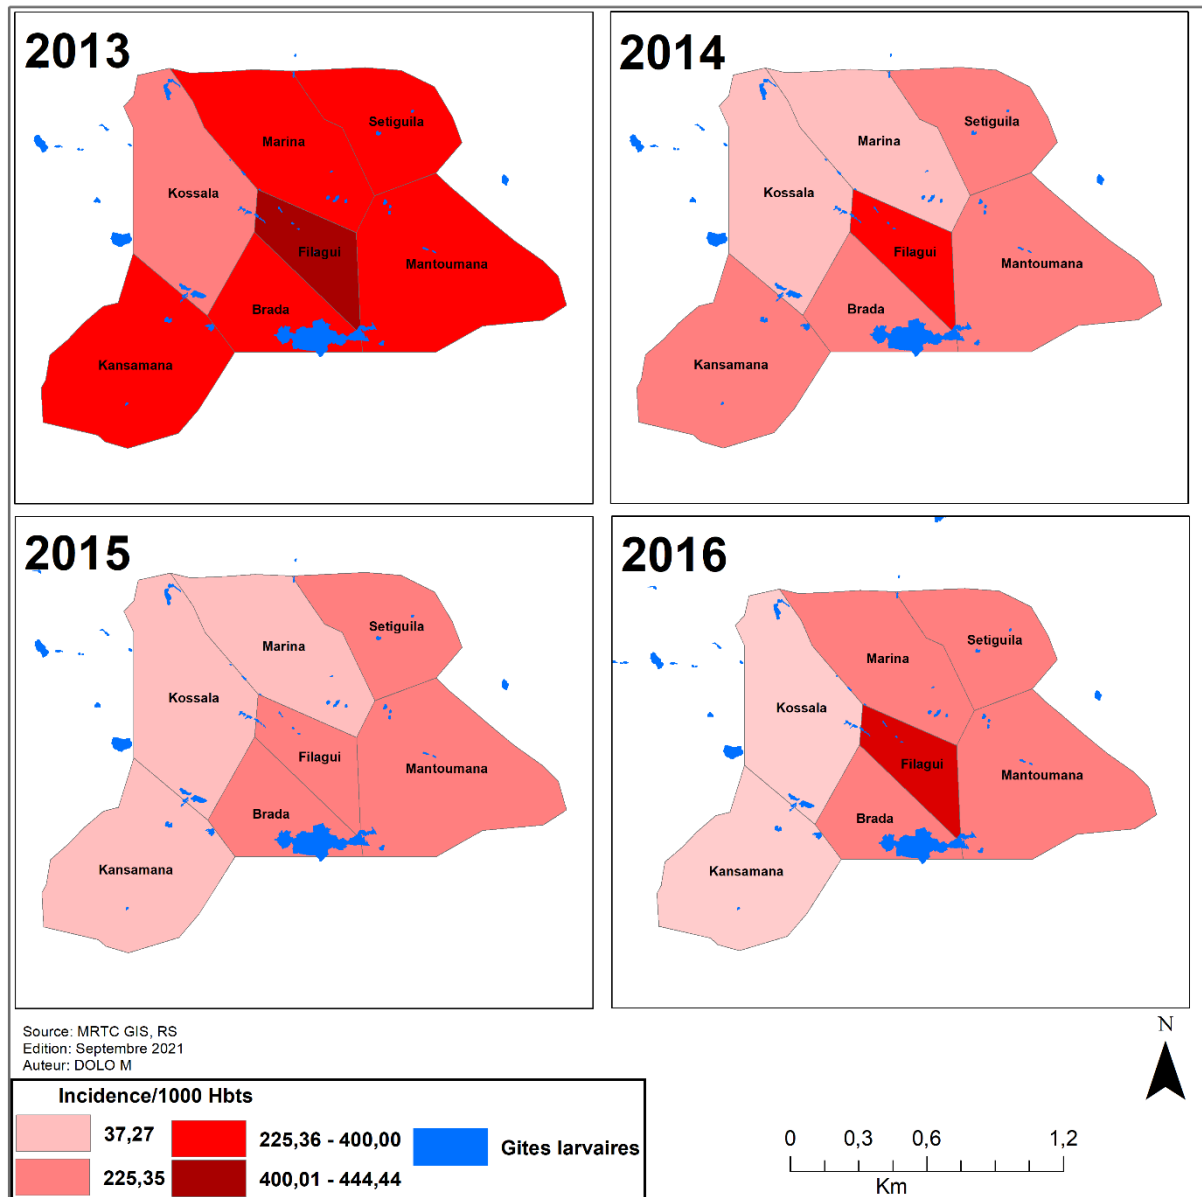 2013
Marina
Setiguila
Kossala
Filagui
Mantoumana
Brada
Kansamana
2014
Setiguila
Marina
Kossala
Filagui
Mantoumana
Brada
Kansamana
2015
Setiguila
Marina
Kossala
Filagui
Mantoumana
Brada
Kansamana
2016
Setiguila
Marina
Kossala
Filagui
Mantoumana
Brada
Kansamana
Source: MRTC GIS, RS
Edition: Septembre 2021
Auteur: DOLO M
Incidence/1000 Hbts
37,27
225,35
225,36 - 400,00
400,01 - 444,44
Gites larvaires
N
0 0,3 0,6 1,2
Km